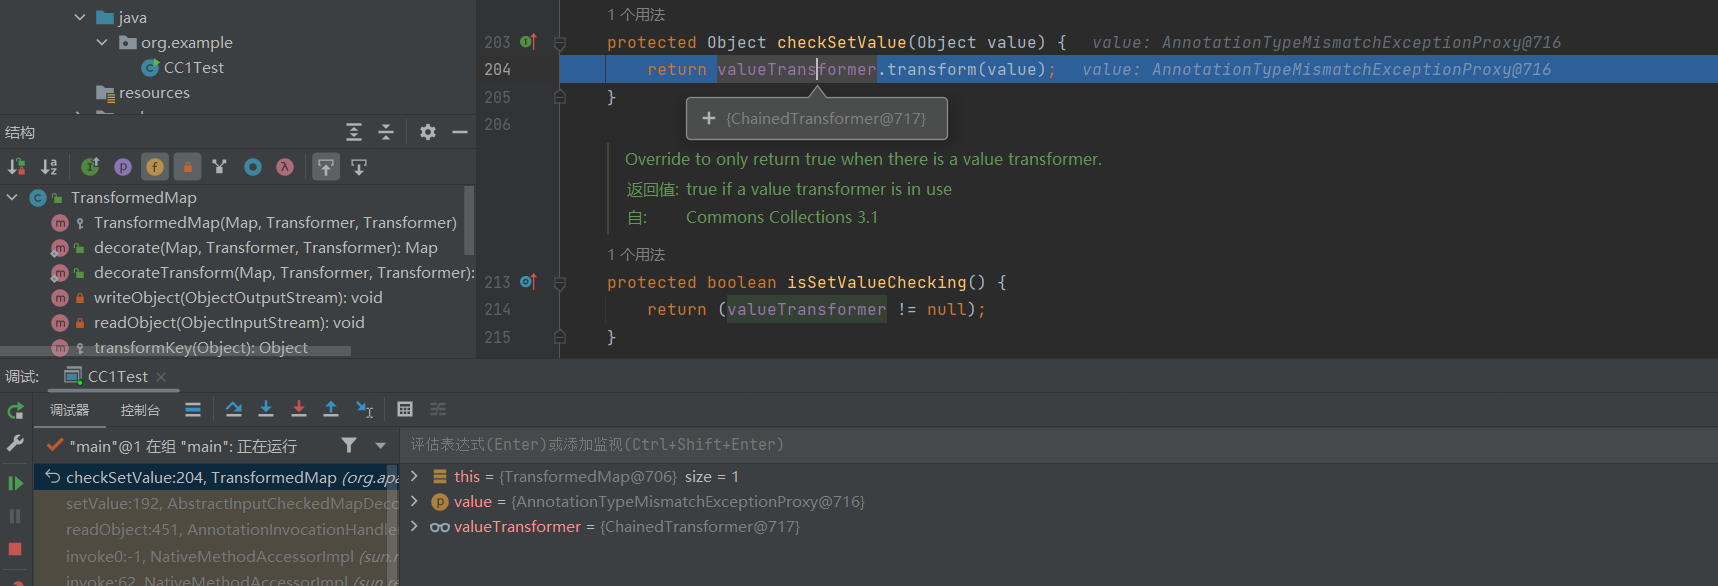 java
org.example
CC1Test
resources
结构
TransformedMap
TransformedMap(Map, Transformer, Transformer)
decorate(Map, Transformer, Transformer): Map
decorateTransform(Map, Transformer, Transformer):
writeObject(ObjectOutputStream): void
readObject(ObjectInputStream): void
transformKey(Object): Object
1 个用法
203 protected Object checkSetValue(Object value) { value: AnnotationTypeMismatchExceptionProxy@716
204 return valueTransformer.transform(value); value: AnnotationTypeMismatchExceptionProxy@716
205 }
+ {ChainedTransformer@717}
206
Override to only return true when there is a value transformer.
返回值: true if a value transformer is in use
自: Commons Collections 3.1
1 个用法
213 protected boolean isSetValueChecking() {
214 return (valueTransformer != null);
215 }
调试: CC1Test
调试器 控制台
"main"@1 在组 "main": 正在运行
checkSetValue:204, TransformedMap (org.apa
setValue:192, AbstractInputCheckedMapDeco
readObject:451, AnnotationInvocationHandle
invoke0:-1, NativeMethodAccessorImpl (sun.r
invoke:62, NativeMethodAccessorImpl (sun.re
评估表达式(Enter)或添加监视(Ctrl+Shift+Enter)
this = {TransformedMap@706} size = 1
value = {AnnotationTypeMismatchExceptionProxy@716}
valueTransformer = {ChainedTransformer@717}